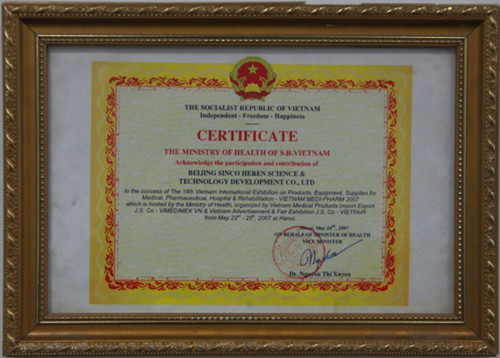 THE SOCIALIST REPUBLIC OF VIETNAM
Independent - Freedom - Happiness
CERTIFICATE
THE MINISTRY OF HEALTH OF S.R.VIETNAM
Acknowledge the participation and contribution of
BEIJING SINCO HEREN SCIENCE &
TECHNOLOGY DEVELOPMENT CO., LTD
to the success of The 14th Vietnam International Exhibition on Products, Equipment, Supplies for
Medical, Pharmaceutical, Hospital & Rehabilitation - VIETNAM MEDI-PHARM 2007
which is hosted by the Ministry of Health, organized by Vietnam Medical Products Import Export
J.S. Co - VIMEDIMEX VN & Vietnam Advertisement & Fair Exhibition J.S. Co - VIETFAIR
from May 22nd - 25th, 2007 at Hanoi.
Hanoi, May 24th, 2007
ON BEHALF OF MINISTER OF HEALTH
VICE MINISTER
Dr. Nguyen Thi Xuyen